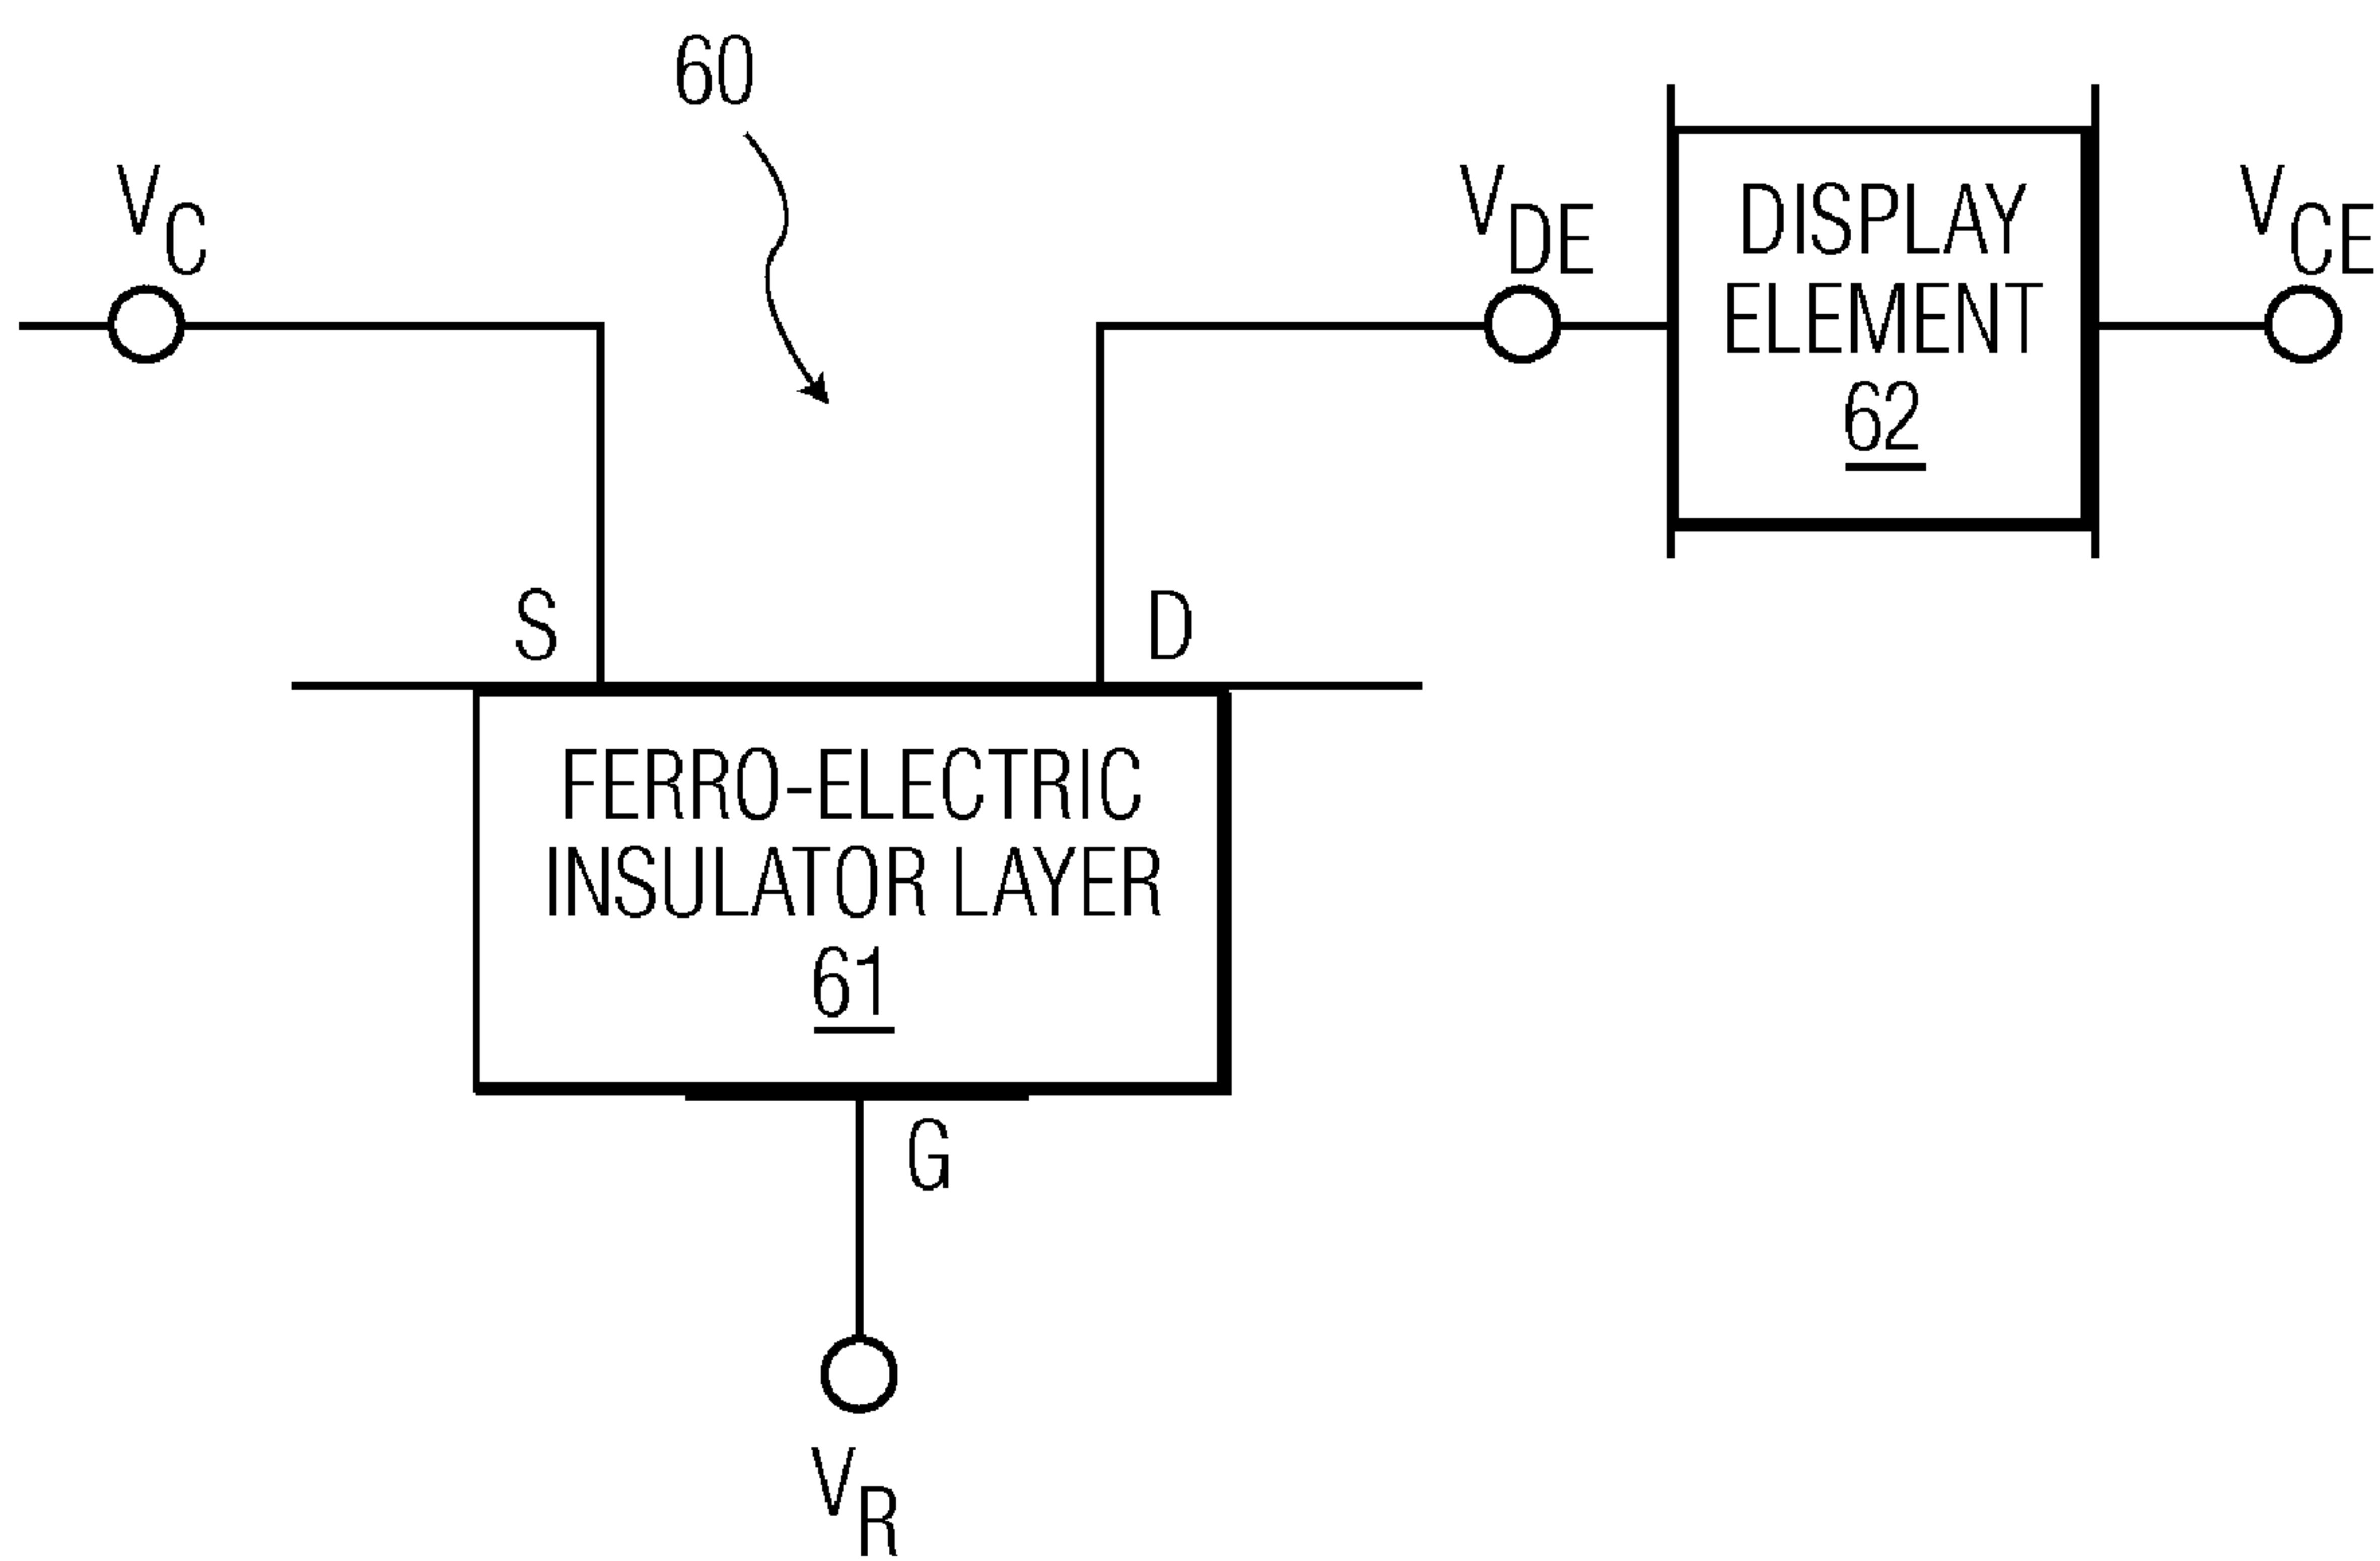 60
VC
VDE
DISPLAY
ELEMENT
62
VCE
S
D
FERRO-ELECTRIC
INSULATOR LAYER
61
G
VR